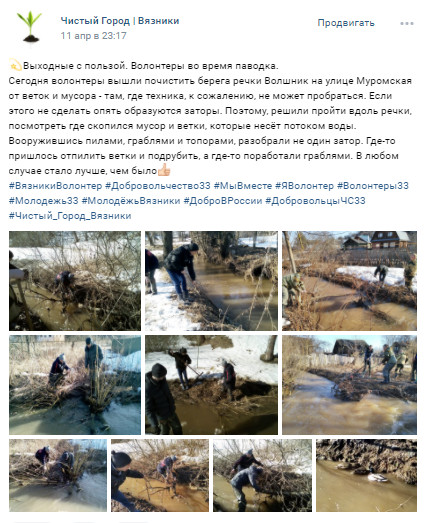 Чистый Город | Вязники
11 апр в 23:17
Продвигать
Выходные с пользой. Волонтеры во время паводка.
Сегодня волонтеры вышли почистить берега речки Волшник на улице Муромская
от веток и мусора - там, где техника, к сожалению, не может пробраться. Если
этого не сделать опять образуются заторы. Поэтому, решили пройти вдоль речки,
посмотреть где скопился мусор и ветки, которые несёт потоком воды.
Вооружившись пилами, граблями и топорами, разобрали не один затор. Где-то
пришлось отпилить ветки и подрубить, а где-то поработали граблями. В любом
случае стало лучше, чем было👍🏼
#ВязникиВолонтер #Добровольчество33 #МыВместе #ЯВолонтер #Волонтеры33
#Молодежь33 #МолодёжьВязники #ДоброВРоссии #ДобровольцыЧС33
#Чистый_Город_Вязники